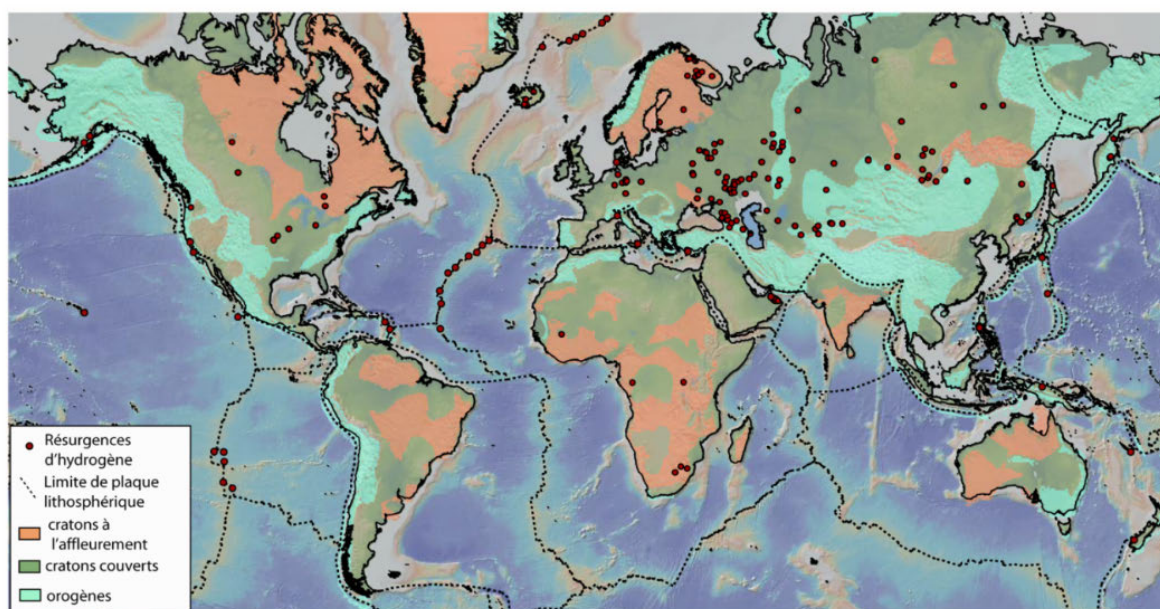 Résurgences
d'hydrogène
Limite de plaque
lithosphérique
cratons à
l'affleurement
cratons couverts
orogènes